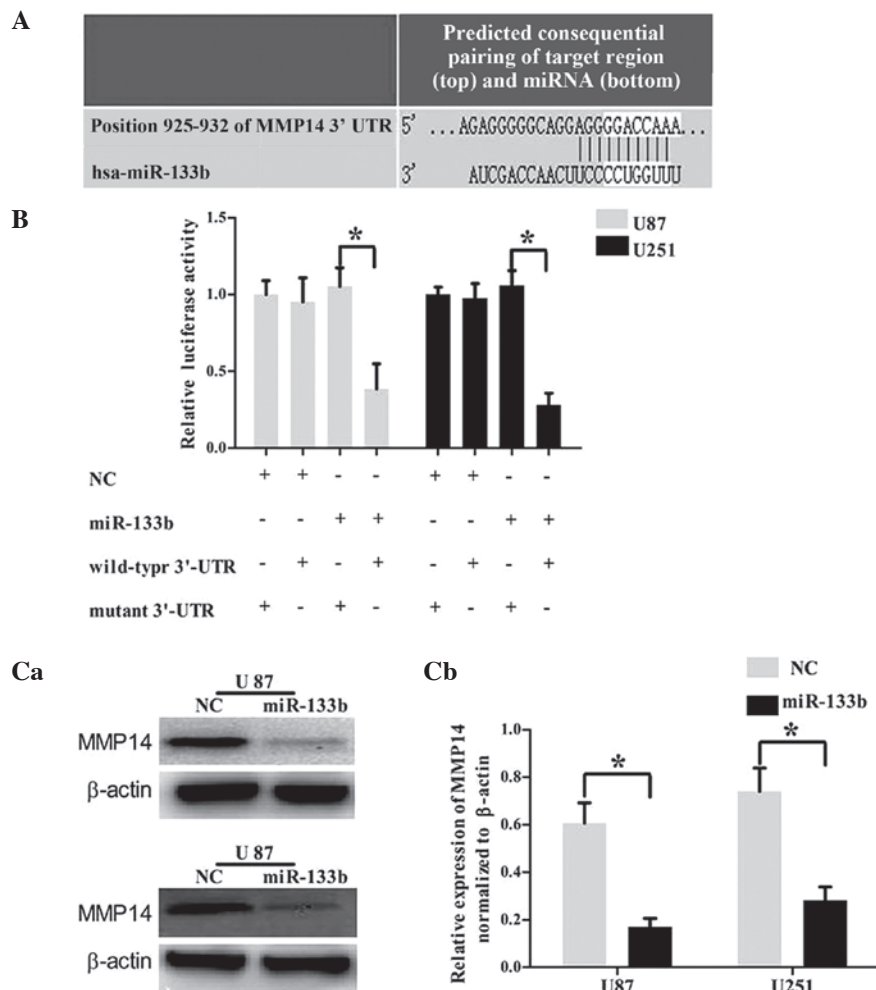 A
Predicted consequential
pairing of target region
(top) and miRNA (bottom)
Position 925-932 of MMP14 3' UTR 5' ...AGAGGGGGCAGGAGGGGACCAAA...
hsa-miR-133b 3' AUCGACCAACUUCCCCUGGUUU
B
Relative luciferase activity
1.5
1.0
0.5
0.0
* *
U87
U251
NC + + - - + + - -
miR-133b - - + + - - + +
wild-typr 3'-UTR - + - + - + - +
mutant 3'-UTR + - + - + - + -
Ca
U 87
NC miR-133b
MMP14
β-actin
U 87
NC miR-133b
MMP14
β-actin
Cb
NC
miR-133b
Relative expression of MMP14
normalized to β-actin
1.0
0.8
0.6
0.4
0.2
0.0
* *
U87 U251